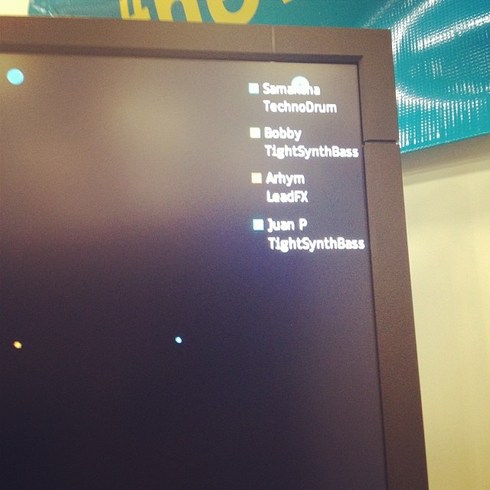 Samantha
TechnoDrum
Bobby
TightSynthBass
Arhym
LeadFX
Juan P
TightSynthBass